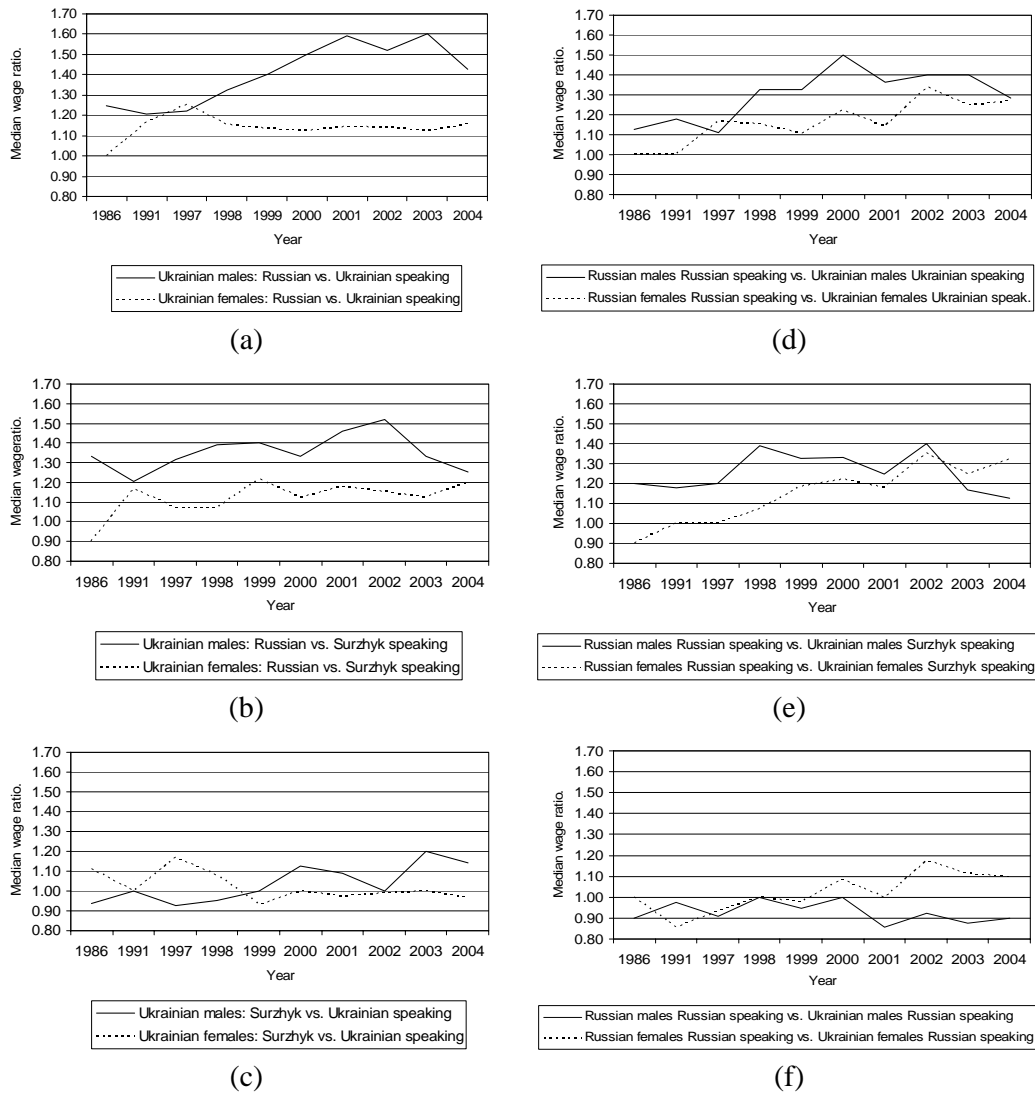 1.70
1.60
1.50
1.40
1.30
1.20
1.10
1.00
0.90
0.80
Median wage ratio.
1986 1991 1997 1998 1999 2000 2001 2002 2003 2004
Year
Ukrainian males: Russian vs. Ukrainian speaking
Ukrainian females: Russian vs. Ukrainian speaking
(a)
1.70
1.60
1.50
1.40
1.30
1.20
1.10
1.00
0.90
0.80
Median wage ratio.
1986 1991 1997 1998 1999 2000 2001 2002 2003 2004
Year
Russian males Russian speaking vs. Ukrainian males Ukrainian speaking
Russian females Russian speaking vs. Ukrainian females Ukrainian speak.
(d)
1.70
1.60
1.50
1.40
1.30
1.20
1.10
1.00
0.90
0.80
Median wageratio.
1986 1991 1997 1998 1999 2000 2001 2002 2003 2004
Year
Ukrainian males: Russian vs. Surzhyk speaking
Ukrainian females: Russian vs. Surzhyk speaking
(b)
1.70
1.60
1.50
1.40
1.30
1.20
1.10
1.00
0.90
0.80
Median wage ratio.
1986 1991 1997 1998 1999 2000 2001 2002 2003 2004
Year
Russian males Russian speaking vs. Ukrainian males Surzhyk speaking
Russian females Russian speaking vs. Ukrainian females Surzhyk speaking
(e)
1.70
1.60
1.50
1.40
1.30
1.20
1.10
1.00
0.90
0.80
Median wage ratio.
1986 1991 1997 1998 1999 2000 2001 2002 2003 2004
Year
Ukrainian males: Surzhyk vs. Ukrainian speaking
Ukrainian females: Surzhyk vs. Ukrainian speaking
(c)
1.70
1.60
1.50
1.40
1.30
1.20
1.10
1.00
0.90
0.80
Median wage ratio.
1986 1991 1997 1998 1999 2000 2001 2002 2003 2004
Year
Russian males Russian speaking vs. Ukrainian males Russian speaking
Russian females Russian speaking vs. Ukrainian females Russian speaking
(f)